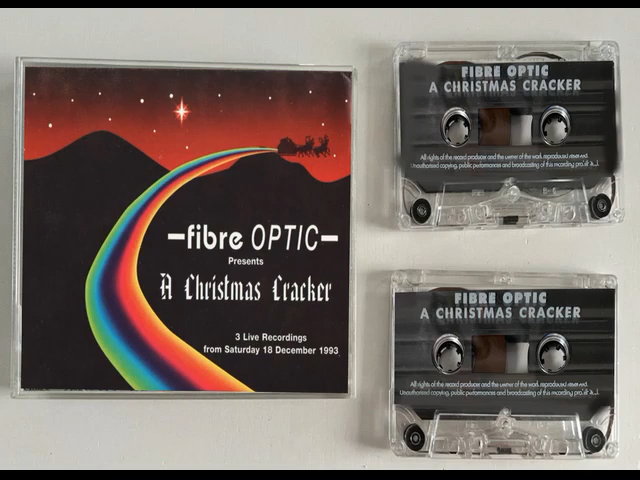 fibre OPTIC
Presents
A Christmas Cracker
3 Live Recordings
from Saturday 18 December 1993
FIBRE OPTIC
A CHRISTMAS CRACKER
All rights of the record producer and the owner of the work reproduced reserved.
Unauthorised copying, public performances and broadcasting of this recording
FIBRE OPTIC
A CHRISTMAS CRACKER
All rights of the record producer and the owner of the work reproduced reserved.
Unauthorised copying, public performances and broadcasting of this recording